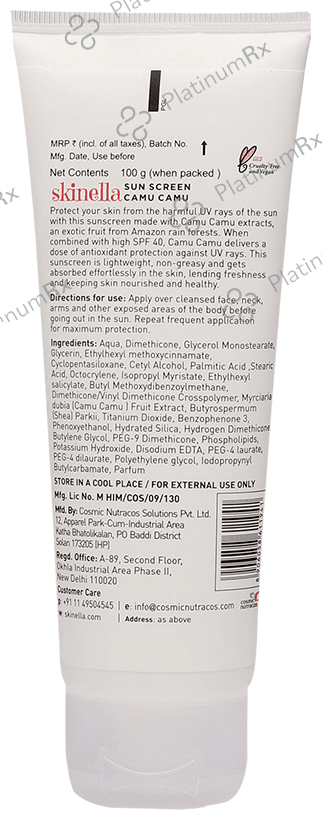 PlatinumRx
MRP ₹ (incl. of all taxes), Batch No.
Mfg. Date, Use before
Net Contents 100 g (when packed )
Cruelty-Free
and Vegan
skinella SUN SCREEN
CAMU CAMU
Protect your skin from the harmful UV rays of the sun
with this sunscreen made with Camu Camu extracts,
an exotic fruit from Amazon rain forests. When
combined with high SPF 40, Camu Camu delivers a
dose of antioxidant protection against UV rays. This
sunscreen is lightweight, non-greasy and gets
absorbed effortlessly in the skin, lending freshness
and keeping skin nourished and healthy.
Directions for use: Apply over cleansed face, neck,
arms and other exposed areas of the body before
going out in the sun. Repeat frequent application
for maximum protection.
Ingredients: Aqua, Dimethicone, Glycerol Monostearate,
Glycerin, Ethylhexyl methoxycinnamate,
Cyclopentasiloxane, Cetyl Alcohol, Palmitic Acid, Stearic
Acid, Octocrylene, Isopropyl Myristate, Ethylhexyl
salicylate, Butyl Methoxydibenzoylmethane,
Dimethicone/Vinyl Dimethicone Crosspolymer, Myrciaria
dubia (Camu Camu ) Fruit Extract, Butyrospermum
(Sheal) Parkii, Titanium Dioxide, Benzophenone 3,
Phenoxyethanol, Hydrated Silica, Hydrogen Dimethicone,
Butylene Glycol, PEG-9 Dimethicone, Phospholipids,
Potassium Hydroxide, Disodium EDTA, PEG-4 laurate,
PEG-4 dilaurate, Polyethylene glycol, Iodopropynyl
Butylcarbamate, Parfum
STORE IN A COOL PLACE / FOR EXTERNAL USE ONLY
Mfg. Lic No. M HIM/COS/09/130
Mfd. By: Cosmic Nutracos Solutions Pvt. Ltd.
12, Apparel Park-Cum-Industrial Area
Katha Bhatolikalan, PO Baddi District
Solan 173205 (HP)
Regd. Office: A-89, Second Floor,
Okhla Industrial Area Phase II,
New Delhi 110020
Customer Care
p: +91 11 49504545 | e: info@cosmicnutracos.com
w: skinella.com | Address: as above
cosmic
nutracos